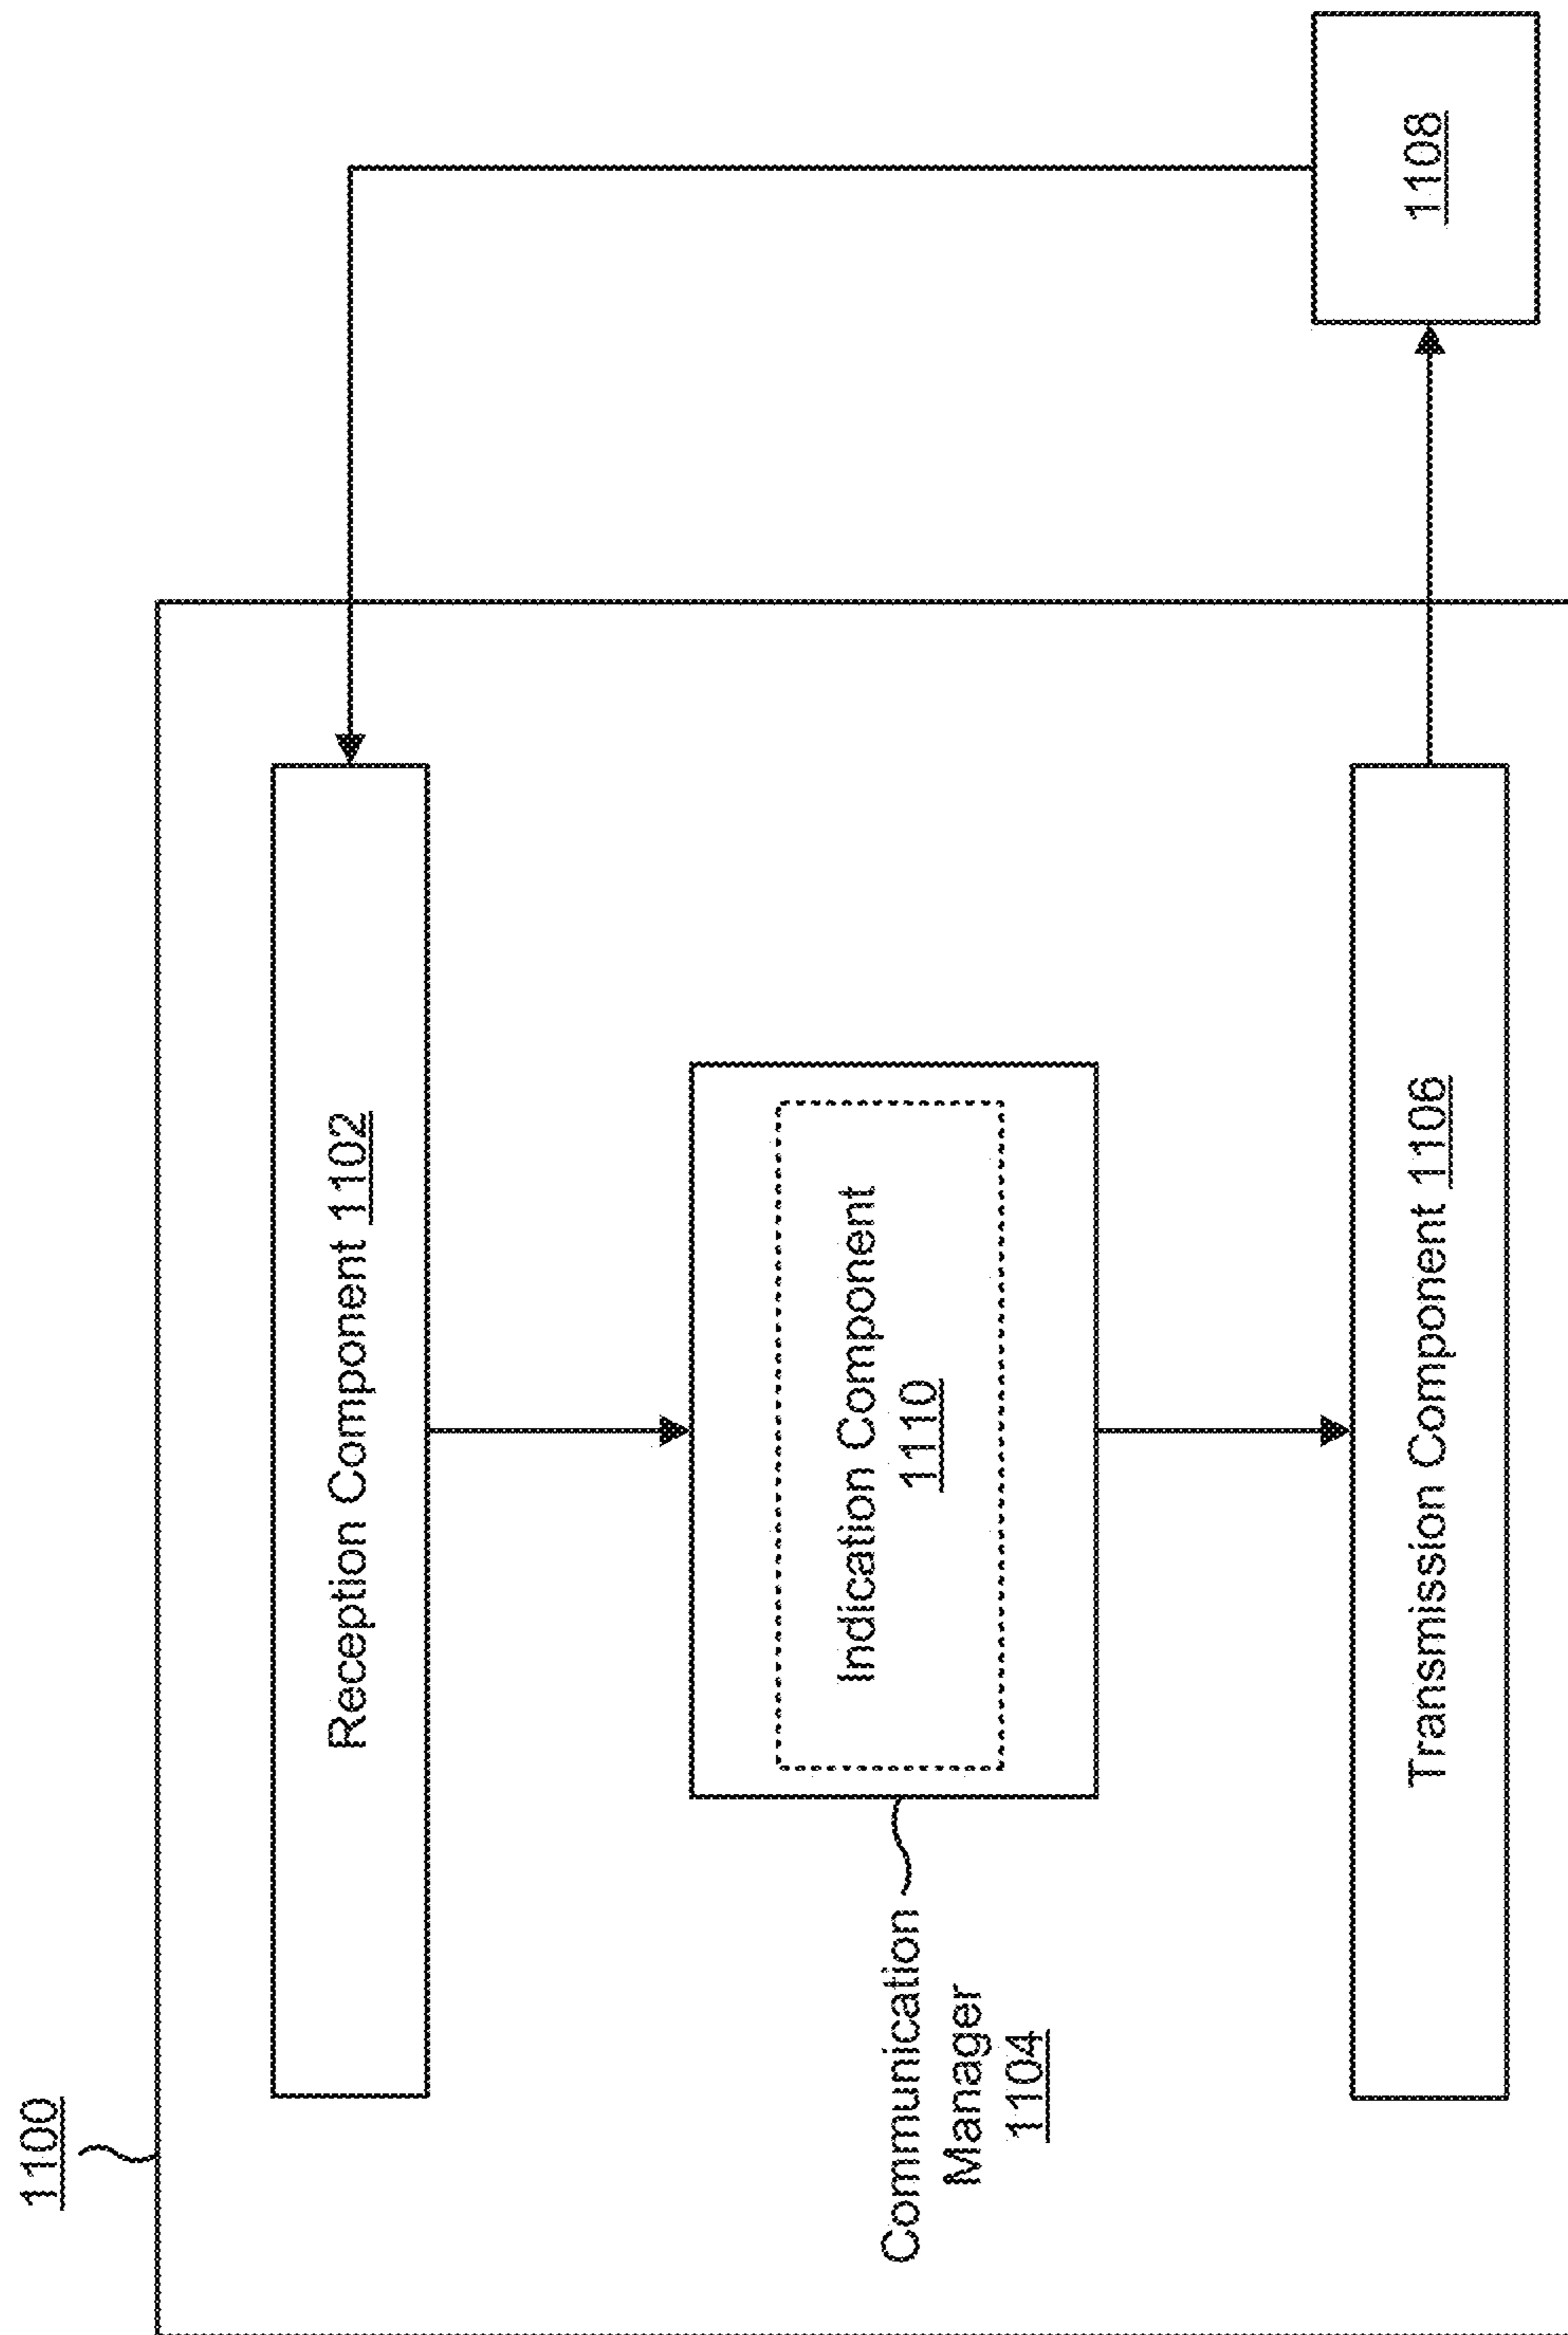 1100
Reception Component 1102
Communication
Manager
1104
Indication Component
1110
Transmission Component 1106
1108